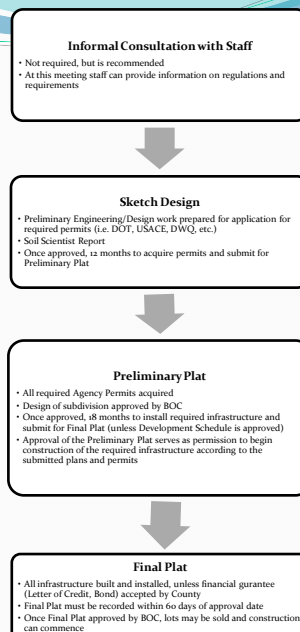 Informal Consultation with Staff
• Not required, but is recommended
• At this meeting staff can provide information on regulations and
requirements
Sketch Design
• Preliminary Engineering/Design work prepared for application for
required permits (i.e. DOT, USACE, DWQ, etc.)
• Soil Scientist Report
• Once approved, 12 months to acquire permits and submit for
Preliminary Plat
Preliminary Plat
• All required Agency Permits acquired
• Design of subdivision approved by BOC
• Once approved, 18 months to install required infrastructure and
submit for Final Plat (unless Development Schedule is approved)
• Approval of the Preliminary Plat serves as permission to begin
construction of the required infrastructure according to the
submitted plans and permits
Final Plat
• All infrastructure built and installed, unless financial gurantee
(Letter of Credit, Bond) accepted by County
• Final Plat must be recorded within 60 days of approval date
• Once Final Plat approved by BOC, lots may be sold and construction
can commence